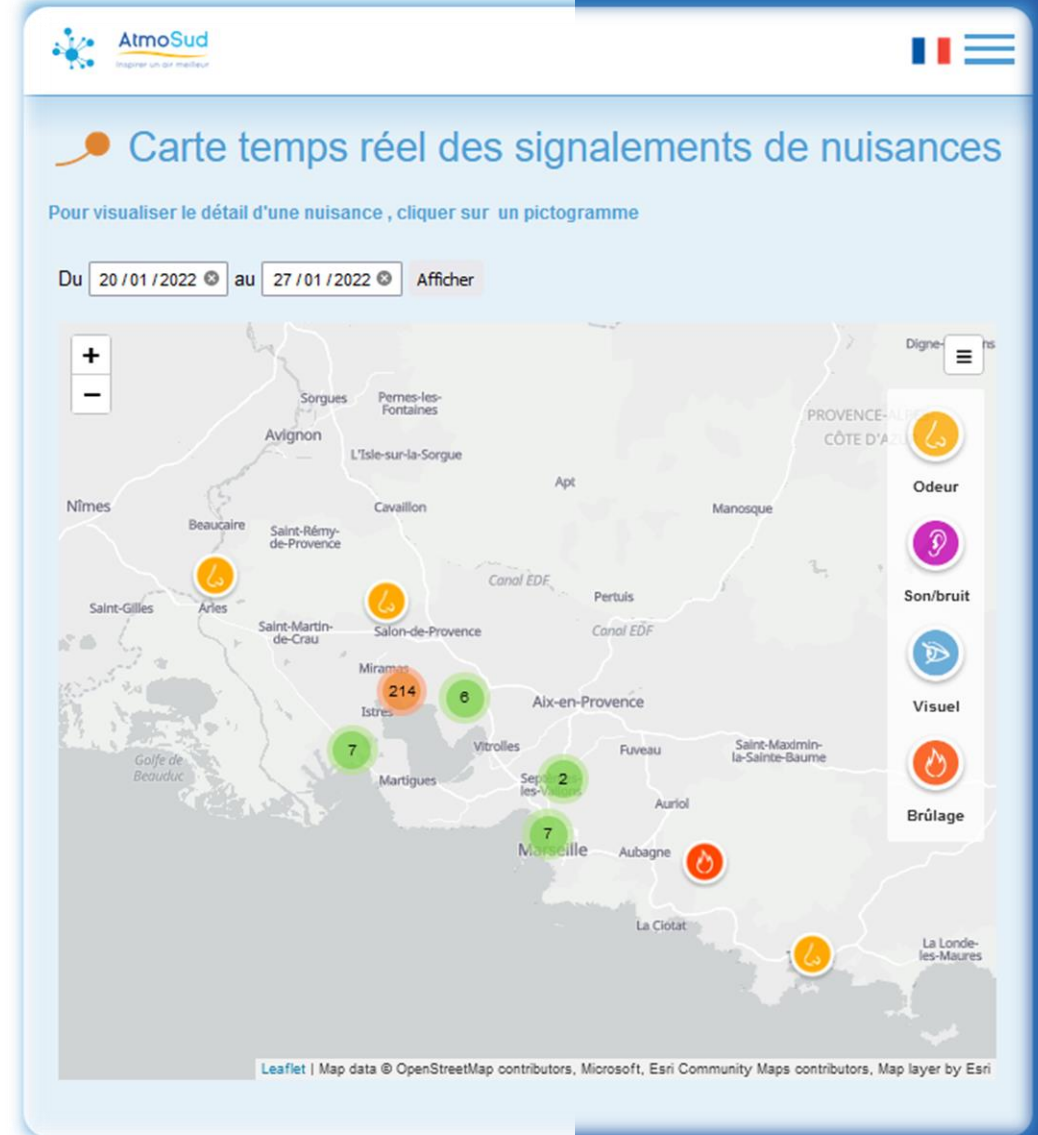 AtmoSud
Inspirer un air meilleur
Carte temps réel des signalements de nuisances
Pour visualiser le détail d'une nuisance , cliquer sur un pictogramme
Du 20/01/2022 au 27/01/2022 Afficher
+
−
Digne-
ns
Sorgues
Pernes-les-
Fontaines
PROVENCE-
CÔTE D'A
Avignon
L'Isle-sur-la-Sorgue
Odeur
Apt
Nîmes
Cavaillon
Manosque
Beaucaire
Saint-Rémy-
de-Provence
Canal EDF
Son/bruit
Pertuis
Saint-Gilles
Arles
Saint-Martin-
de-Crau
Salon-de-Provence
Canal EDF
Miramas
214
6
Aix-en-Provence
Visuel
Istres
7
Vitrolles
Fuveau
Saint-Maximin-
la-Sainte-Baume
Golfe de
Beauduc
Martigues
2
les-
Auriol
Brûlage
7
Marseille
Aubagne
La Ciotat
La Londe-
les-Maures
Leaflet | Map data © OpenStreetMap contributors, Microsoft, Esri Community Maps contributors, Map layer by Esri